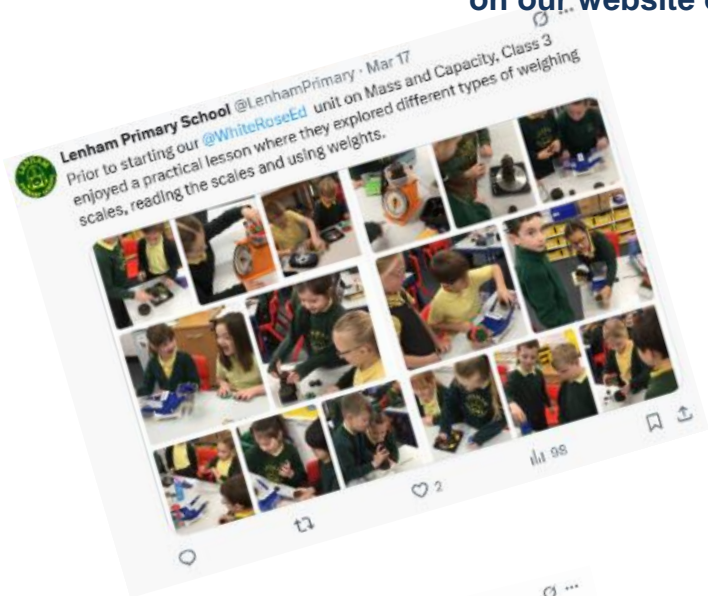 on our website
Lenham Primary School @LenhamPrimary · Mar 17
Prior to starting our @WhiteRoseEd unit on Mass and Capacity, Class 3
enjoyed a practical lesson where they explored different types of weighing
scales, reading the scales and using weights.
2
98